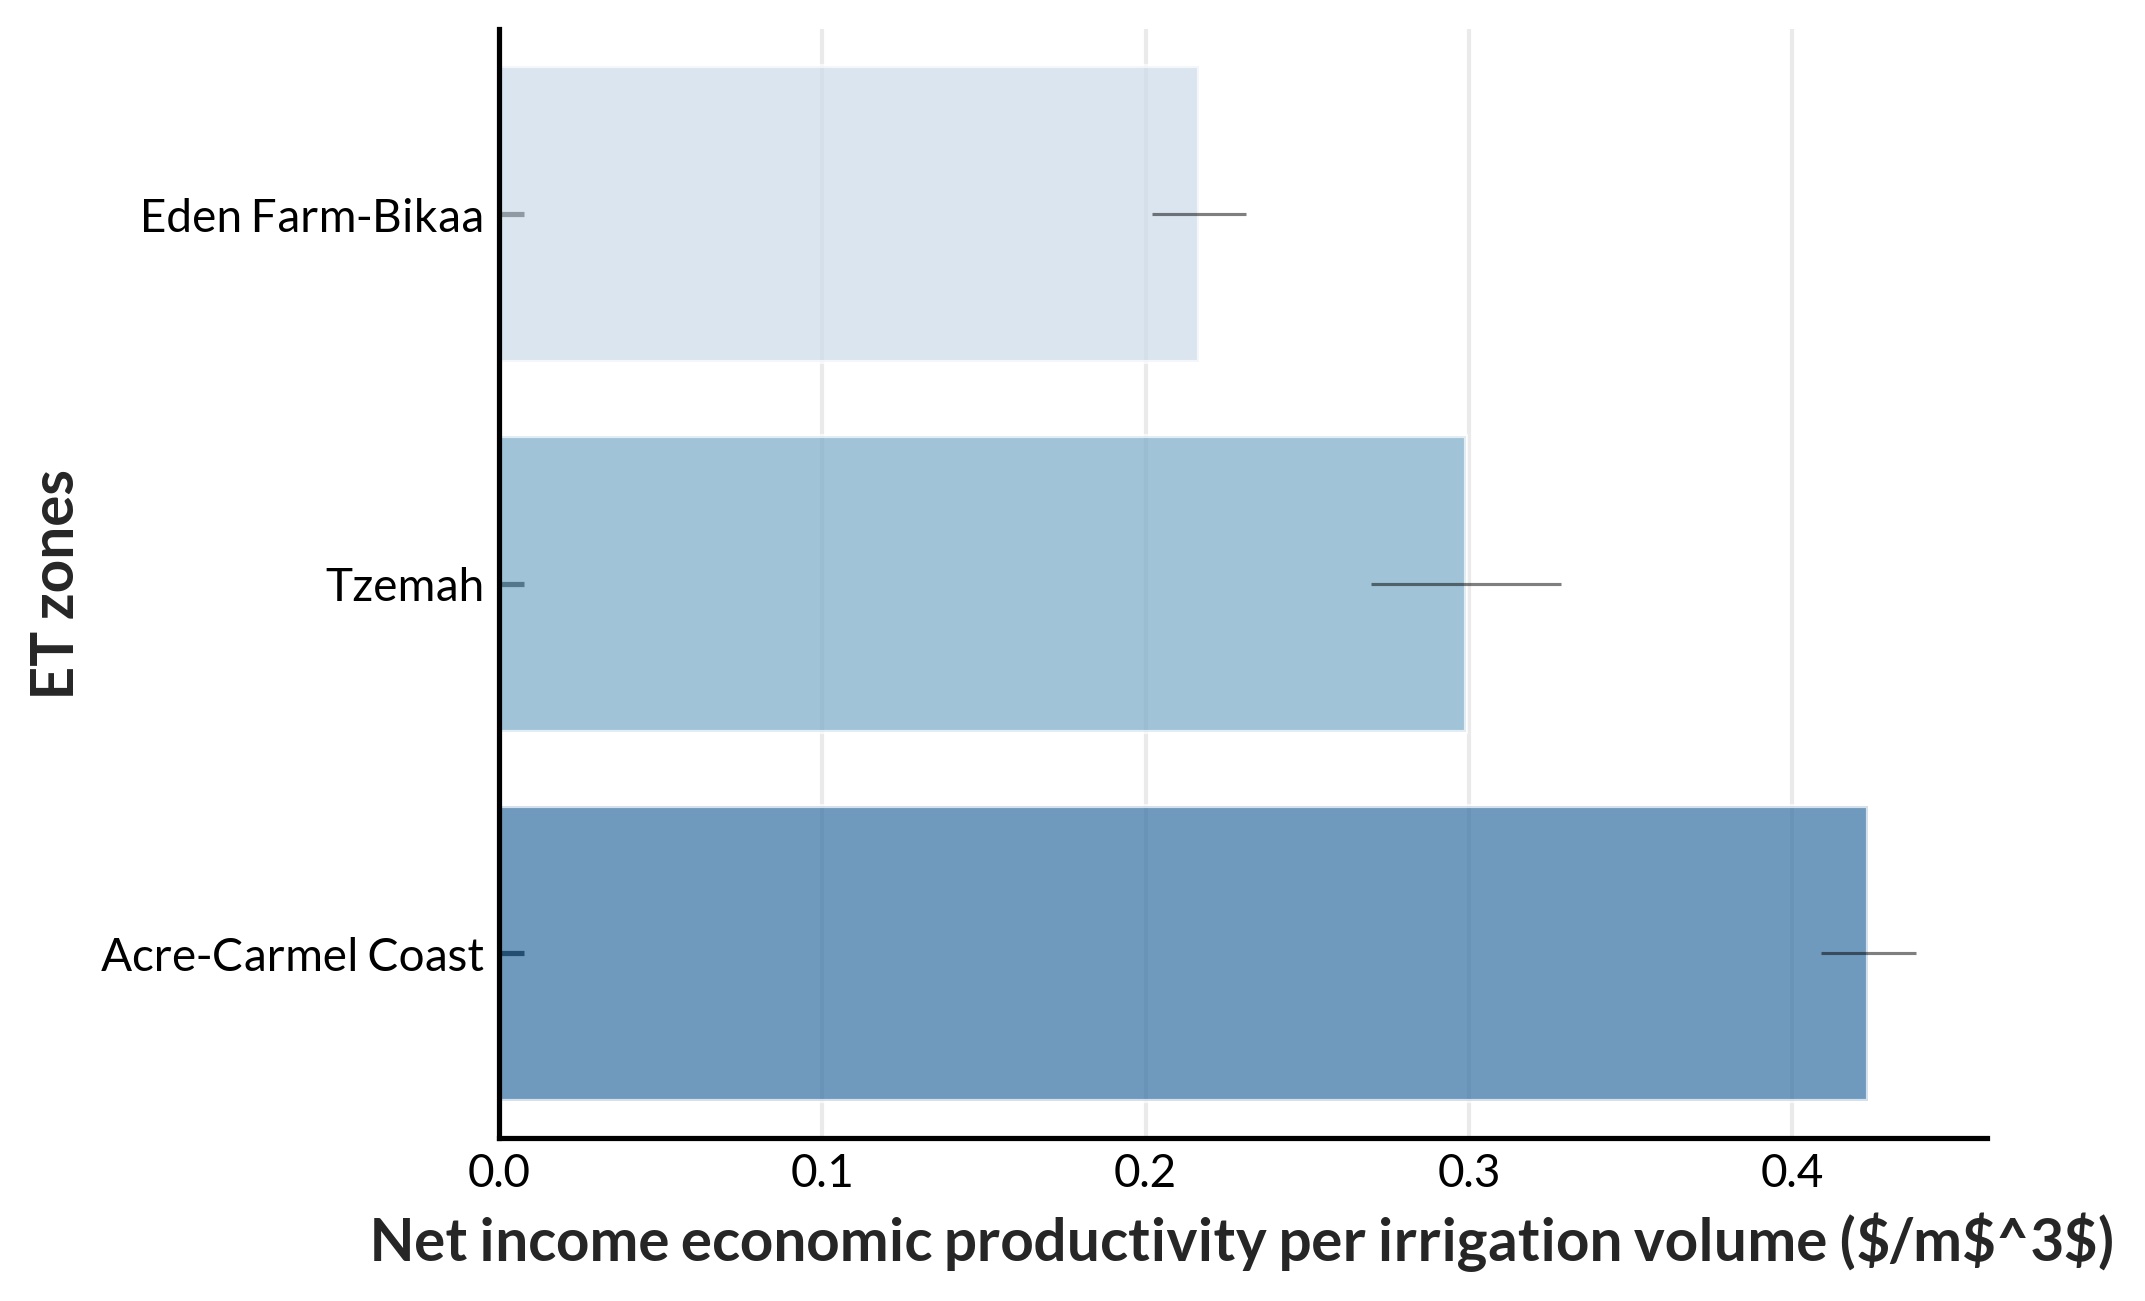 Eden Farm-Bikaa
Tzemah
Acre-Carmel Coast
ET zones
0.0 0.1 0.2 0.3 0.4
Net income economic productivity per irrigation volume ($/m$^3$)